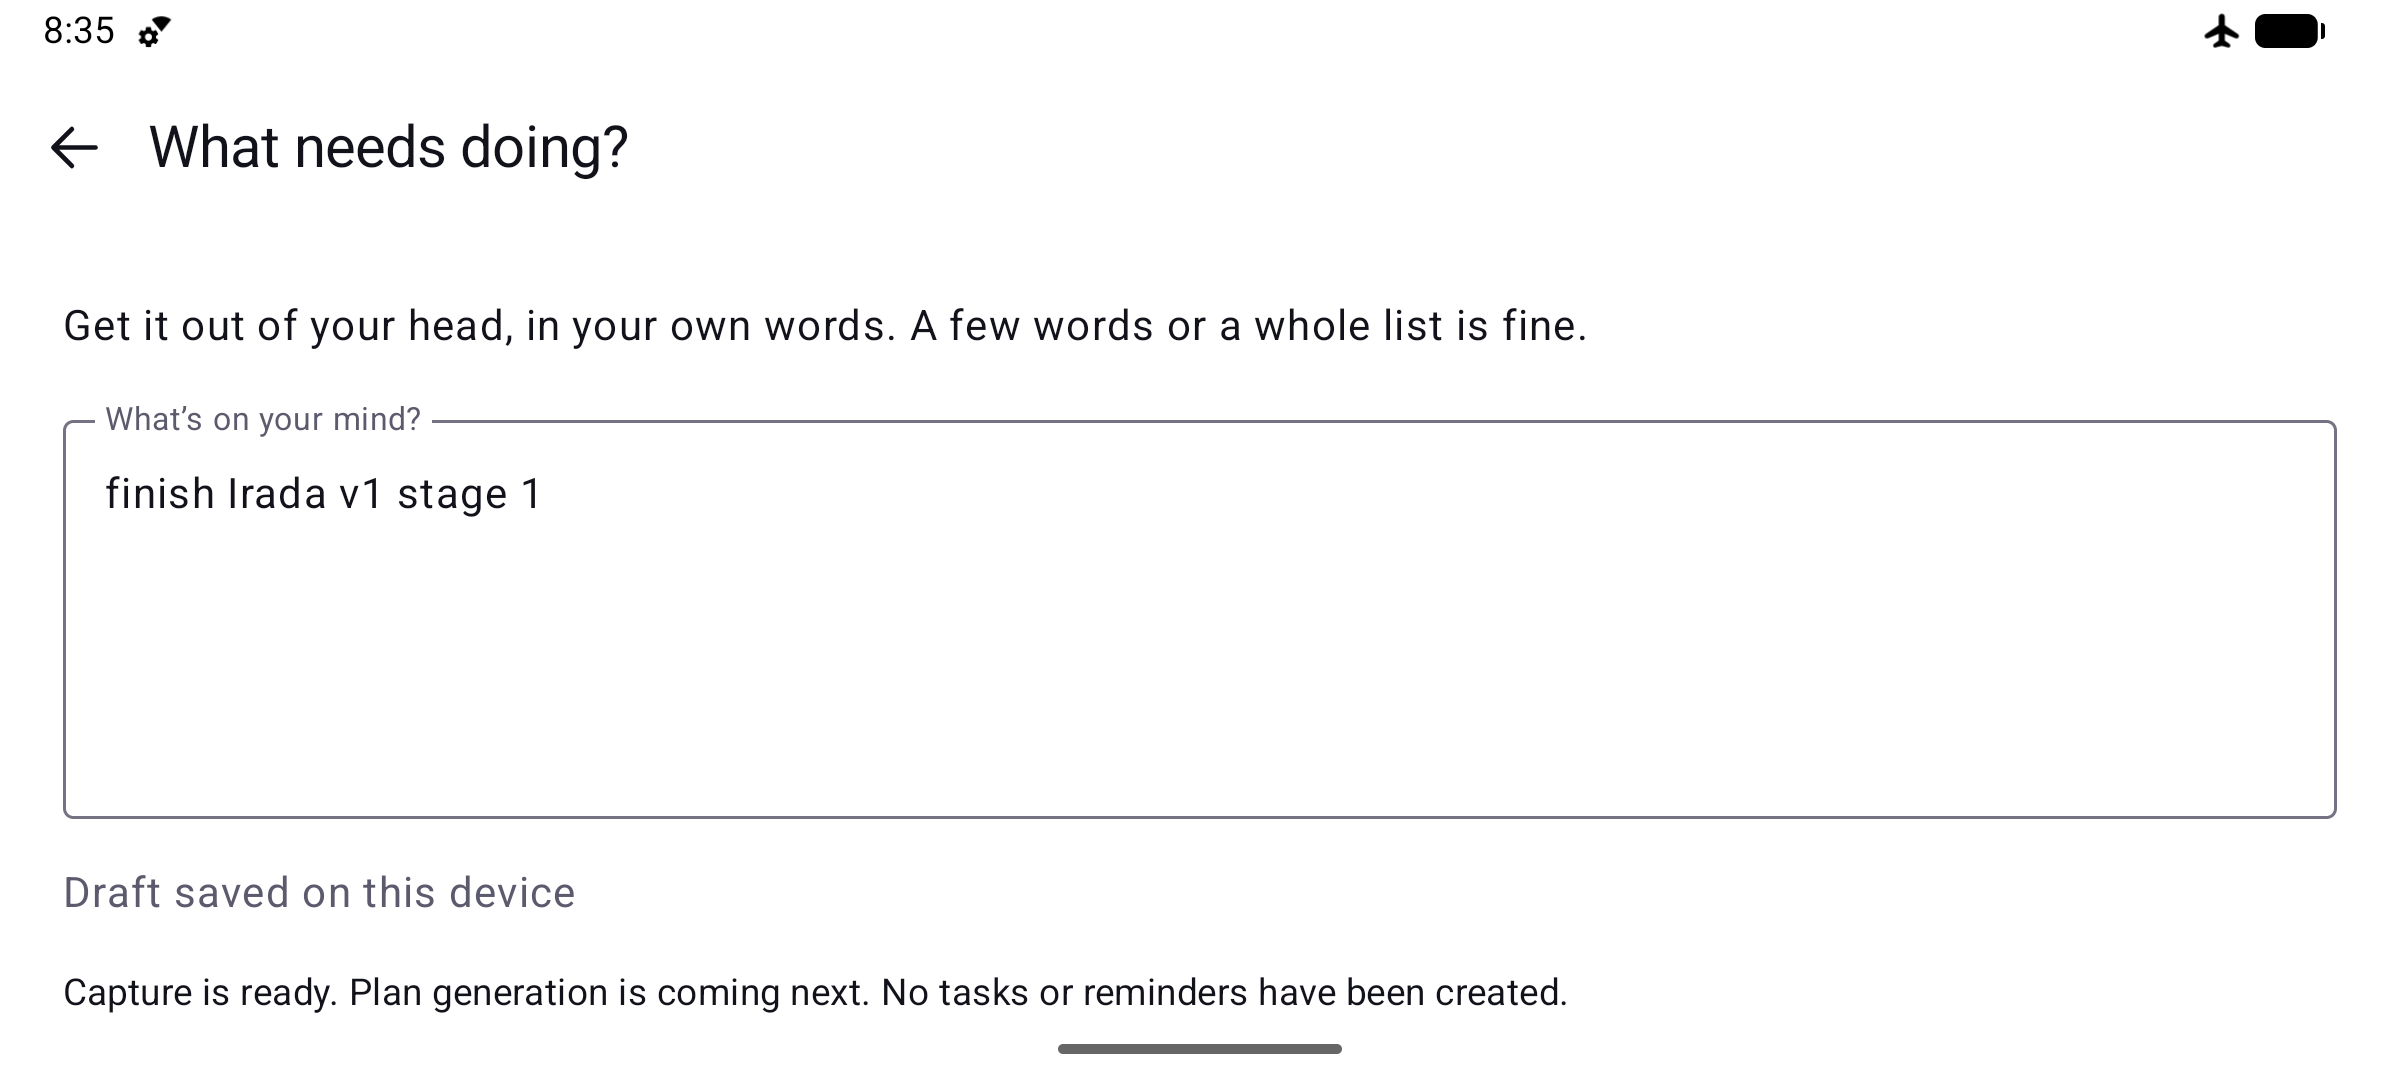 8:35
What needs doing?
Get it out of your head, in your own words. A few words or a whole list is fine.
What’s on your mind?
finish Irada v1 stage 1
Draft saved on this device
Capture is ready. Plan generation is coming next. No tasks or reminders have been created.